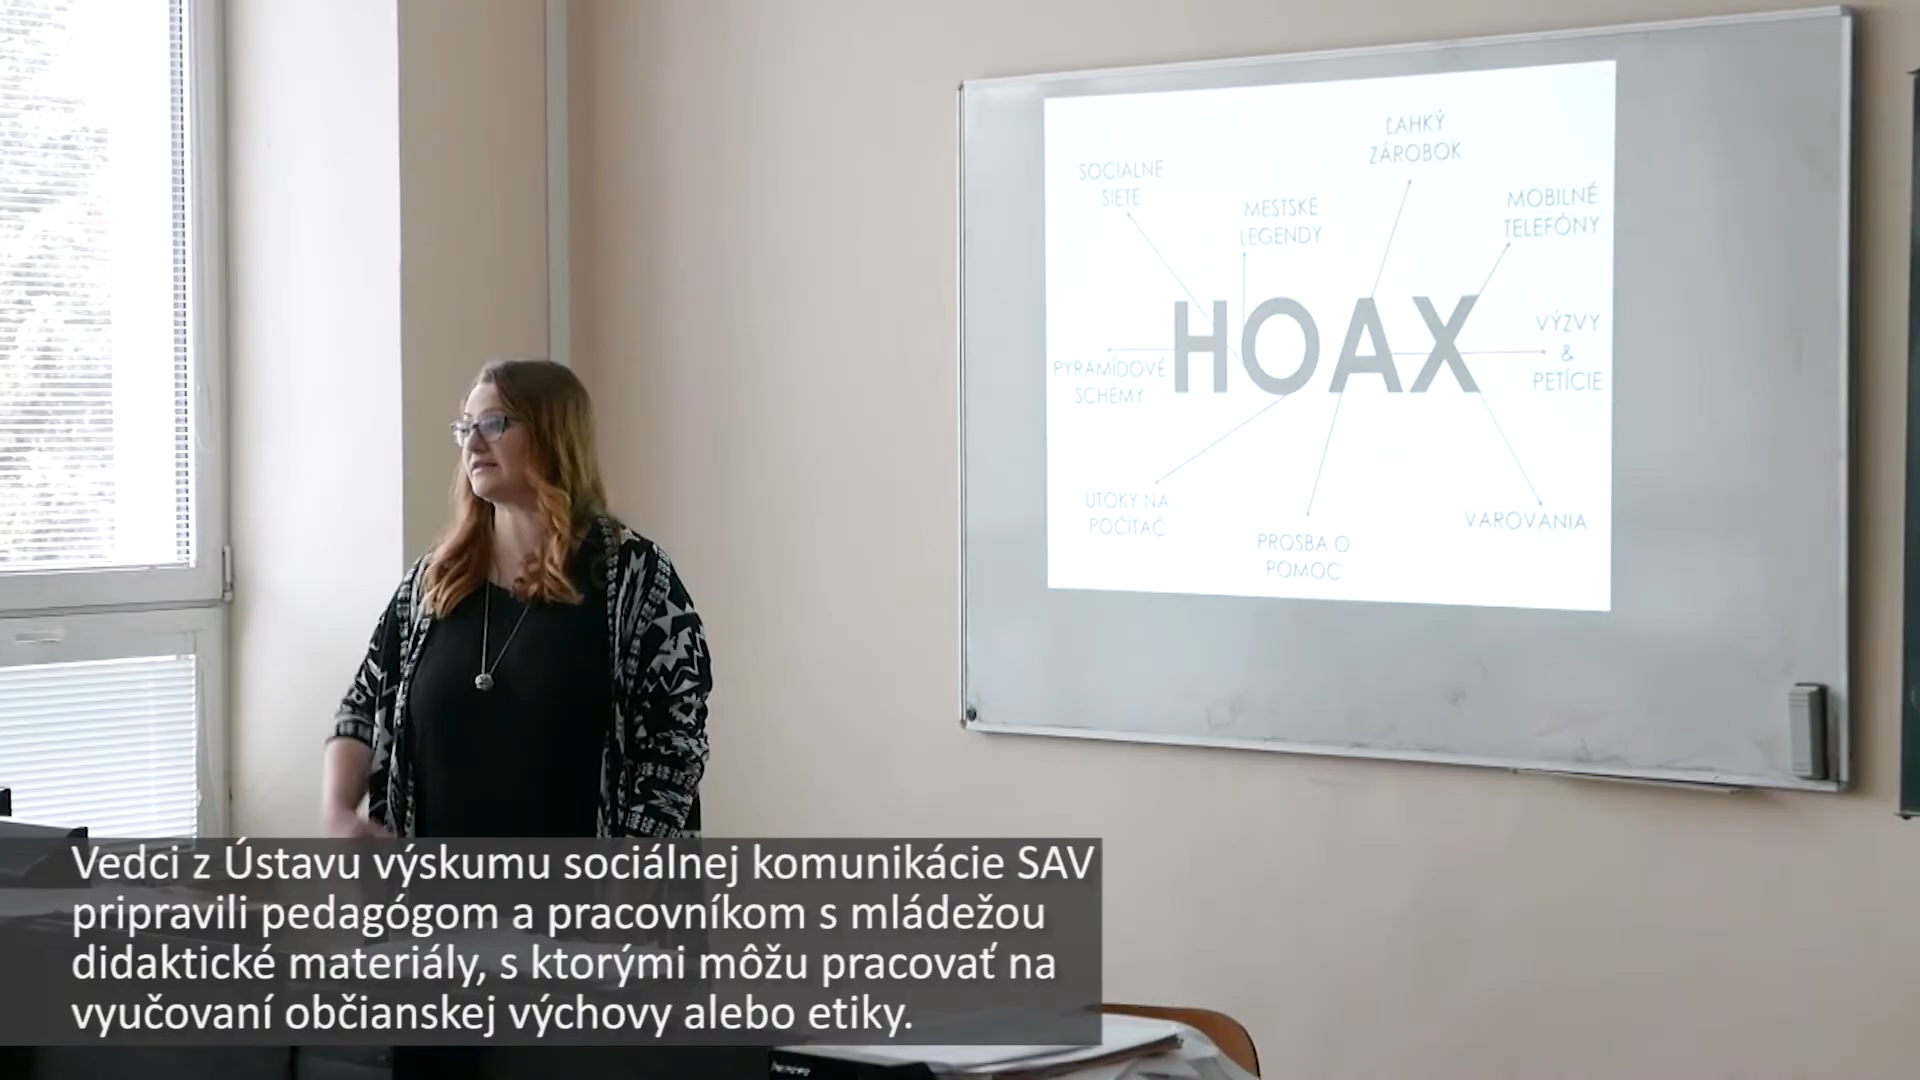 ĽAHKÝ
ZÁROBOK
SOCIÁLNE
SIETE
MESTSKÉ
LEGENDY
MOBILNÉ
TELEFÓNY
HOAX
VÝZVY
&
PETÍCIE
PYRAMÍDOVÉ
SCHÉMY
ÚTOKY NA
POČÍTAČ
PROSBA O
POMOC
VAROVANIA
Vedci z Ústavu výskumu sociálnej komunikácie SAV
pripravili pedagógom a pracovníkom s mládežou
didaktické materiály, s ktorými môžu pracovať na
vyučovaní občianskej výchovy alebo etiky.